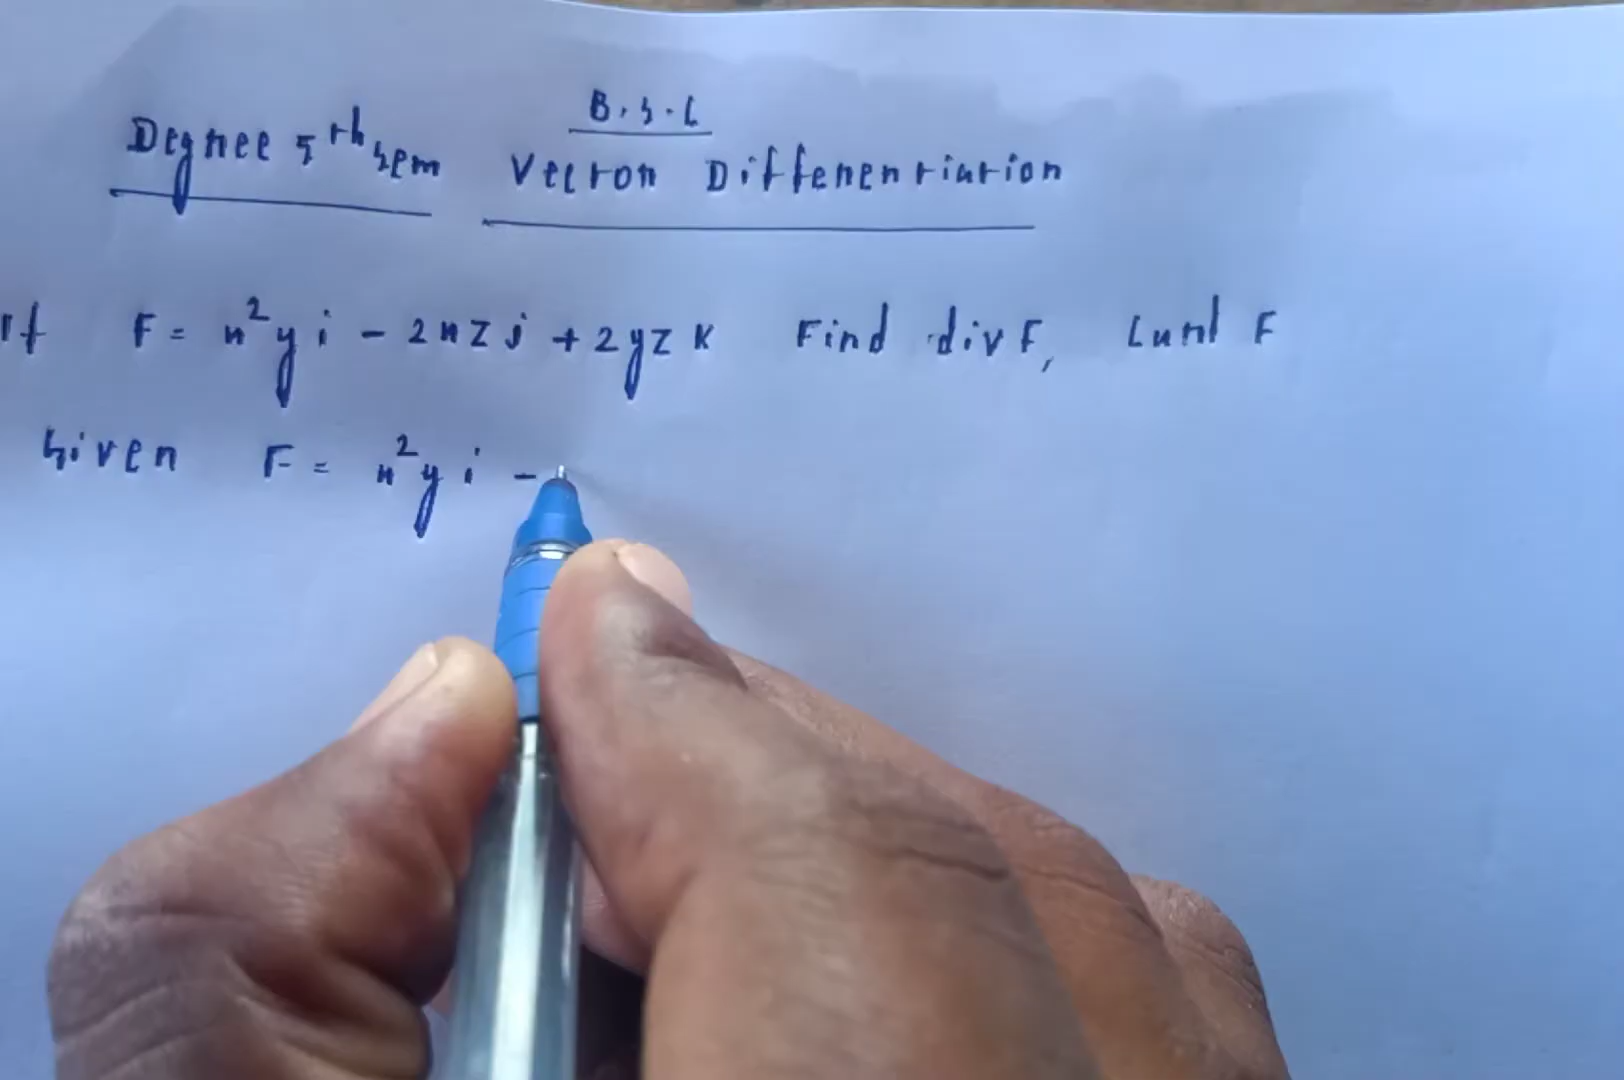 B.s.c
Degree 5th sem Vector Differentiation
If F = x²y i - 2xz j + 2yz k Find div F, Curl F
Given F = x²y i -